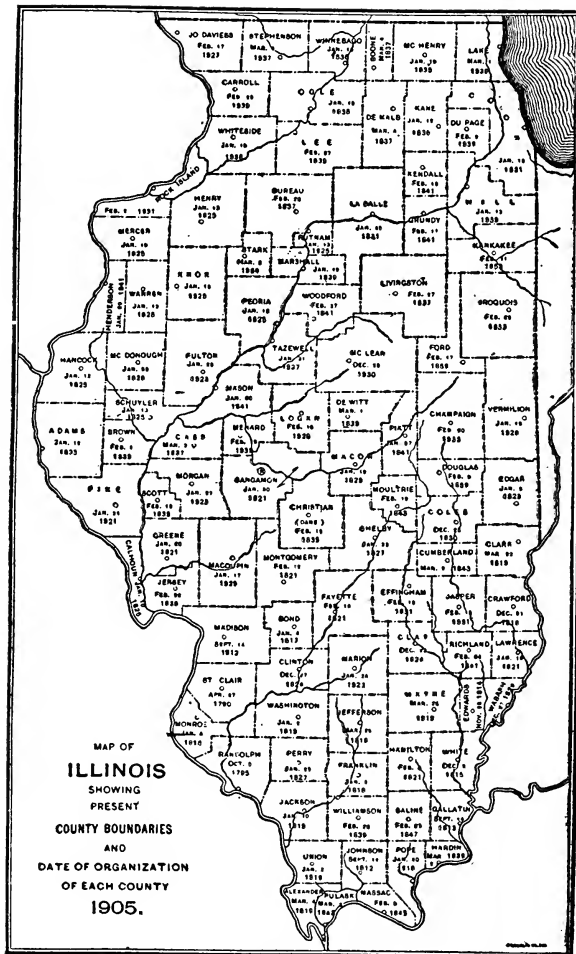 JO DAVIESS
FEB. 17
1827
STEPHENSON
MAR. 4
1837
WINNEBAGO
JAN. 16
1836
BOONE
MAR. 4
1837
MC HENRY
JAN. 16
1836
LAKE
MAR. 1
1839
CARROLL
FEB. 22
1839
OGLE
JAN. 16
1836
DE KALB
MAR. 4
1837
KANE
JAN. 16
1836
COOK
JAN. 15
1831
DU PAGE
FEB. 9
1839
WHITESIDE
JAN. 16
1836
LEE
FEB. 27
1839
KENDALL
FEB. 19
1841
WILL
JAN. 12
1836
ROCK ISLAND
FEB. 9 1831
HENRY
JAN. 13
1825
BUREAU
FEB. 28
1837
LA SALLE
JAN. 15
1831
GRUNDY
FEB. 17
1841
KANKAKEE
FEB. 11
1853
MERCER
JAN. 13
1825
STARK
MAR. 2
PUTNAM
JAN. 13
1825
MARSHALL
JAN. 19
1839
HENDERSON
JAN. 20 1841
WARREN
JAN. 13
1825
KNOX
JAN. 13
1825
PEORIA
JAN. 13
1825
WOODFORD
FEB. 27
1841
LIVINGSTON
FEB. 27
1837
IROQUOIS
FEB. 26
1833
HANCOCK
JAN. 13
1825
MC DONOUGH
JAN. 25
1826
FULTON
JAN. 28
1823
TAZEWELL
JAN. 31
1827
MC LEAN
DEC. 25
1830
FORD
FEB. 17
1859
SCHUYLER
JAN. 13
1825
MASON
JAN. 20
1841
LOGAN
FEB. 15
1839
DE WITT
MAR. 1
1839
CHAMPAIGN
FEB. 20
1833
VERMILION
JAN. 18
1826
ADAMS
JAN. 13
1825
BROWN
FEB. 1
1839
CASS
MAR. 3
1837
MENARD
FEB. 15
1839
MACON
JAN. 19
1829
PIATT
JAN. 27
1841
DOUGLAS
FEB. 8
1859
EDGAR
JAN. 3
1823
PIKE
JAN. 31
1821
SCOTT
FEB. 16
1839
MORGAN
JAN. 31
1823
SANGAMON
JAN. 30
1821
CHRISTIAN
(DANE)
FEB. 15
1839
MOULTRIE
FEB. 16
1843
COLES
DEC. 25
1830
GREENE
JAN. 20
1821
MACOUPIN
JAN. 17
1829
MONTGOMERY
FEB. 12
1821
SHELBY
JAN. 23
1827
CUMBERLAND
MAR. 2 1843
CLARK
MAR. 22
1819
CALHOUN JAN. 10
1825
JERSEY
FEB. 28
1839
FAYETTE
FEB. 14
1821
EFFINGHAM
FEB. 15
1831
JASPER
FEB. 15
1831
CRAWFORD
DEC. 31
1816
MADISON
SEPT. 14
1812
BOND
JAN. 4
1817
CLINTON
DEC. 27
1824
MARION
JAN. 24
1823
CLAY
DEC. 23
1824
RICHLAND
FEB. 24
1841
LAWRENCE
JAN. 16
1821
ST CLAIR
APR. 27
1790
WASHINGTON
JAN. 2
1818
JEFFERSON
MAR. 26
1819
WAYNE
MAR. 26
1819
EDWARDS
NOV. 28 1814
WABASH
DEC. 27 1824
MONROE
JAN. 6
1816
RANDOLPH
OCT. 5
1795
PERRY
JAN. 29
1827
FRANKLIN
JAN. 2
1818
HAMILTON
FEB. 8
1821
WHITE
DEC. 9
1815
JACKSON
JAN. 10
1816
WILLIAMSON
FEB. 28
1839
SALINE
FEB. 25
1847
GALLATIN
SEPT. 14
1812
UNION
JAN. 2
1818
JOHNSON
SEPT. 14
1812
POPE
JAN. 10
1816
HARDIN
MAR. 2 1839
ALEXANDER
MAR. 4
1819
PULASKI
MAR. 3
1843
MASSAC
FEB. 8
1843
MAP OF
ILLINOIS
SHOWING
PRESENT
COUNTY BOUNDARIES
AND
DATE OF ORGANIZATION
OF EACH COUNTY
1905.